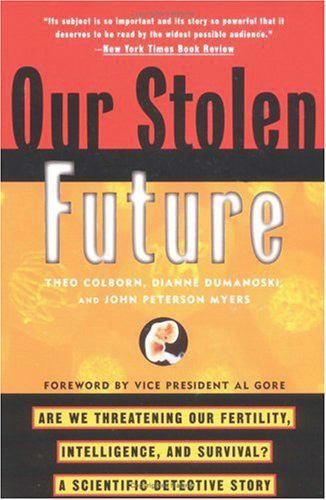 "Its subject is so important and its story so powerful that it
deserves to be read by the widest possible audience."
—New York Times Book Review
Our Stolen
Future
THEO COLBORN, DIANNE DUMANOSKI,
AND JOHN PETERSON MYERS
FOREWORD BY VICE PRESIDENT AL GORE
ARE WE THREATENING OUR FERTILITY,
INTELLIGENCE, AND SURVIVAL?
A SCIENTIFIC DETECTIVE STORY